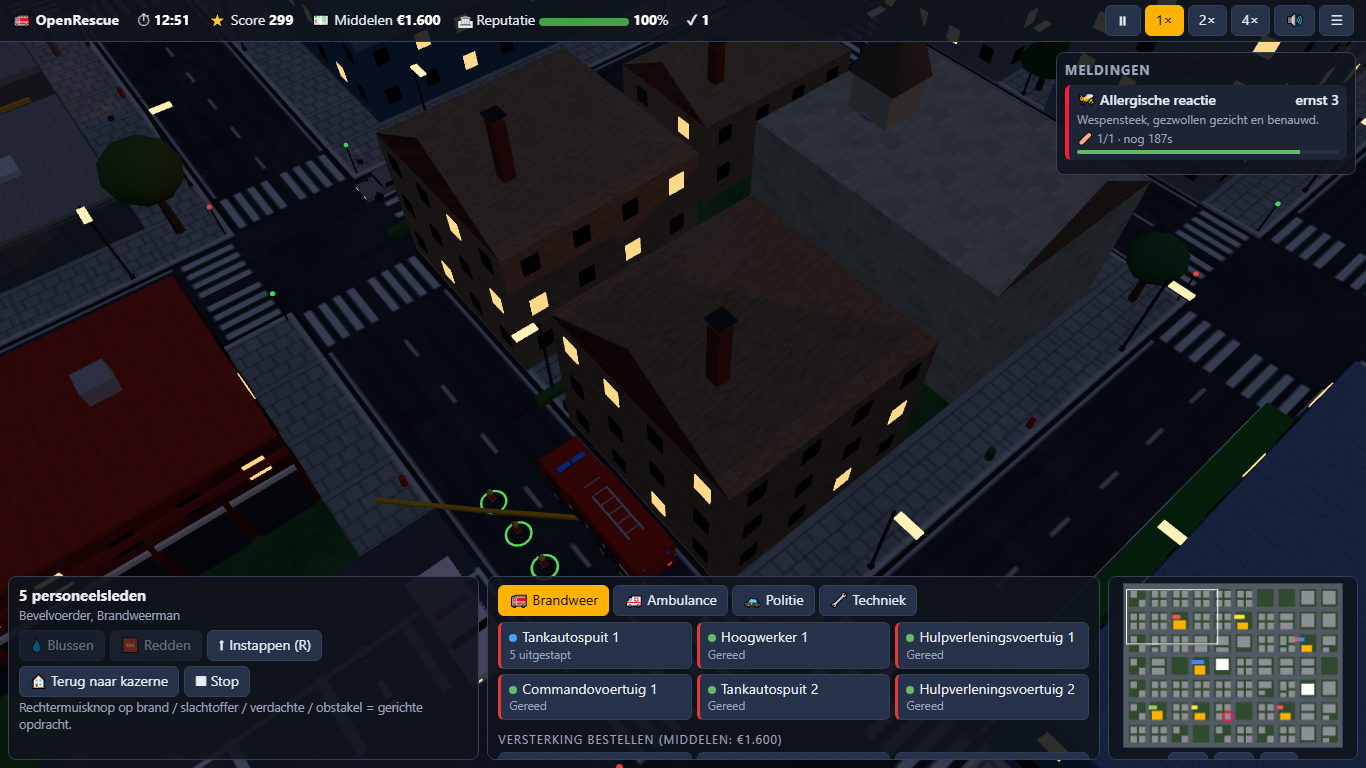 OpenRescue 12:51 Score 299 Middelen €1.600 Reputatie 100% ✓ 1
1× 2× 4×
MELDINGEN
Allergische reactie ernst 3
Wespensteek, gezwollen gezicht en benauwd.
1/1 · nog 187s
5 personeelsleden
Bevelvoerder, Brandweerman
Blussen Redden Instappen (R)
Terug naar kazerne Stop
Rechtermuisknop op brand / slachtoffer / verdachte / obstakel = gerichte
opdracht.
Brandweer Ambulance Politie Techniek
Tankautospuit 1
5 uitgestapt
Hoogwerker 1
Gereed
Hulpverleningsvoertuig 1
Gereed
Commandovoertuig 1
Gereed
Tankautospuit 2
Gereed
Hulpverleningsvoertuig 2
Gereed
VERSTERKING BESTELLEN (MIDDELEN: €1.600)